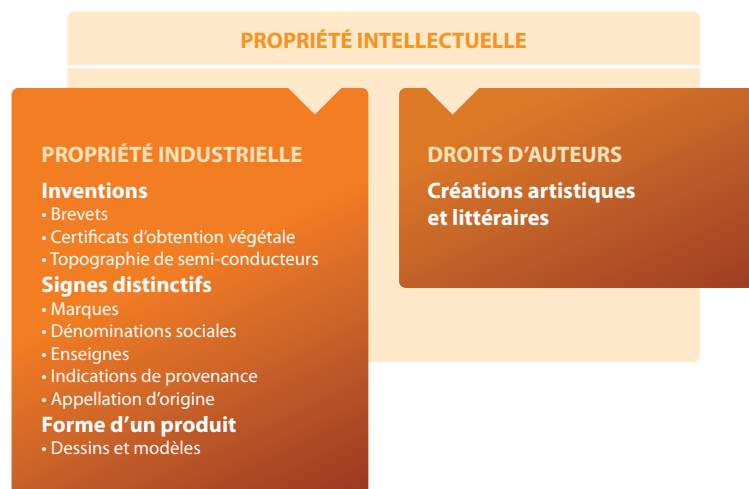 PROPRIÉTÉ INTELLECTUELLE
PROPRIÉTÉ INDUSTRIELLE
Inventions
• Brevets
• Certificats d'obtention végétale
• Topographie de semi-conducteurs
Signes distinctifs
• Marques
• Dénominations sociales
• Enseignes
• Indications de provenance
• Appellation d'origine
Forme d'un produit
• Dessins et modèles
DROITS D'AUTEURS
Créations artistiques
et littéraires